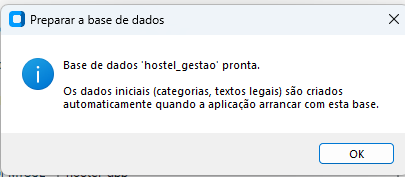 Preparar a base de dados
Base de dados 'hostel_gestao' pronta.
Os dados iniciais (categorias, textos legais) são criados
automaticamente quando a aplicação arrancar com esta base.
OK